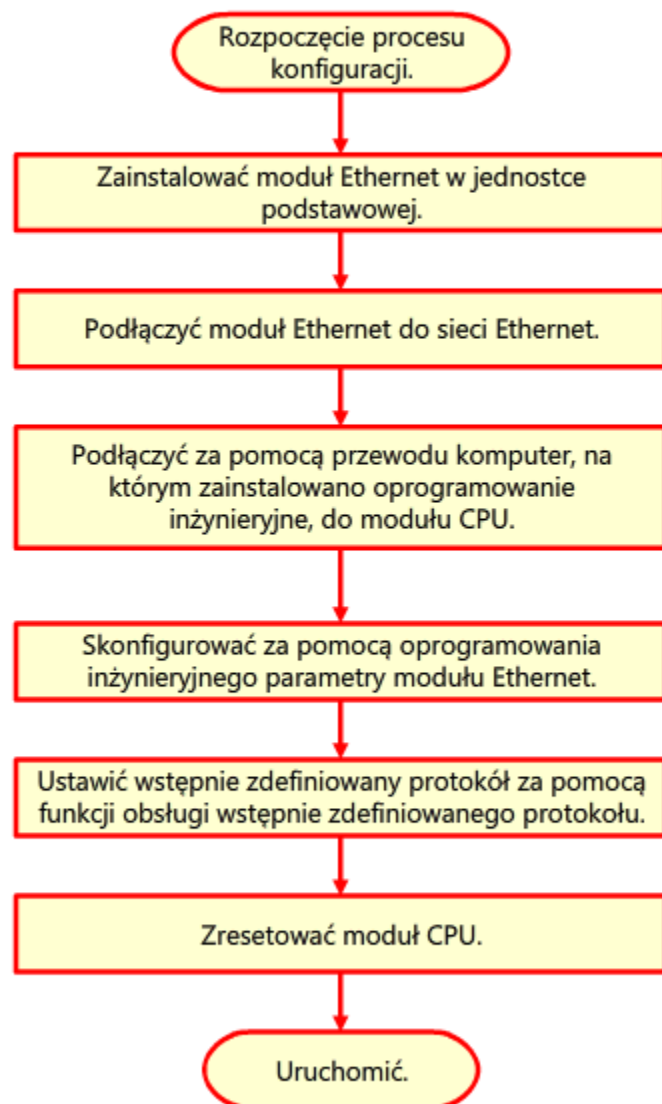 Rozpoczęcie procesu
konfiguracji.
Zainstalować moduł Ethernet w jednostce
podstawowej.
Podłączyć moduł Ethernet do sieci Ethernet.
Podłączyć za pomocą przewodu komputer, na
którym zainstalowano oprogramowanie
inżynieryjne, do modułu CPU.
Skonfigurować za pomocą oprogramowania
inżynieryjnego parametry modułu Ethernet.
Ustawić wstępnie zdefiniowany protokół za pomocą
funkcji obsługi wstępnie zdefiniowanego protokołu.
Zresetować moduł CPU.
Uruchomić.